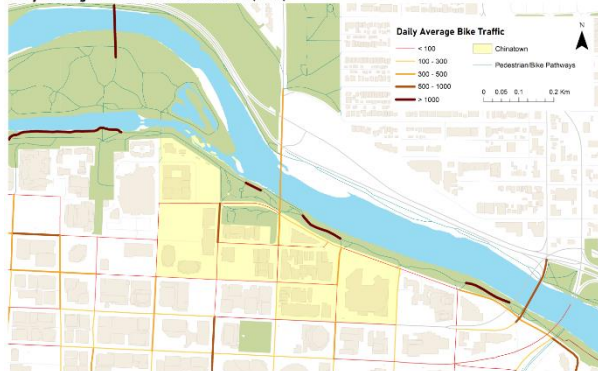 Daily Average Bike Traffic
N
< 100
100 - 300
300 - 500
500 - 1000
> 1000
Chinatown
Pedestrian/Bike Pathways
0 0.05 0.1 0.2 Km